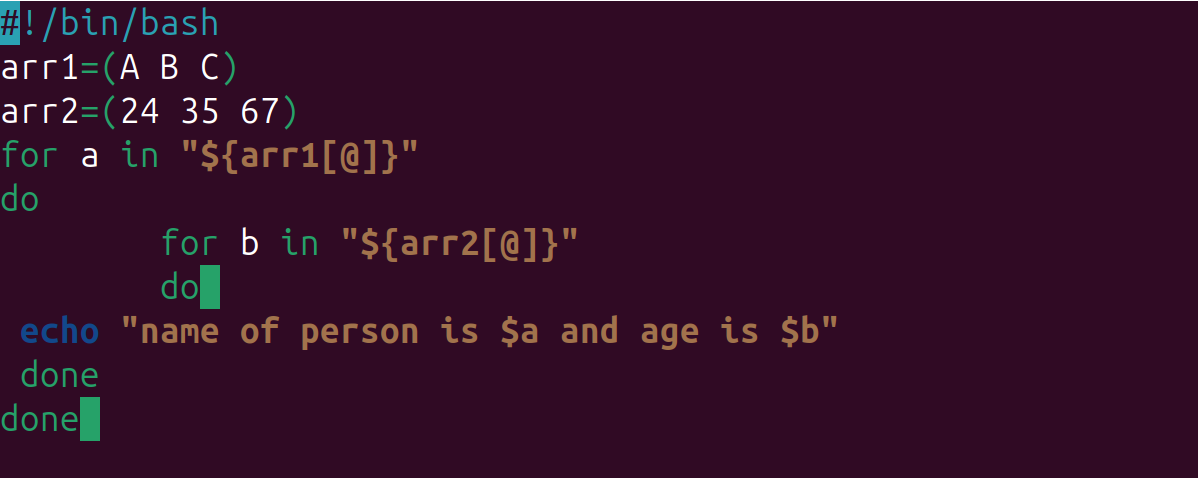 #!/bin/bash
arr1=(A B C)
arr2=(24 35 67)
for a in "${arr1[@]}"
do
        for b in "${arr2[@]}"
        do
 echo "name of person is $a and age is $b"
 done
done